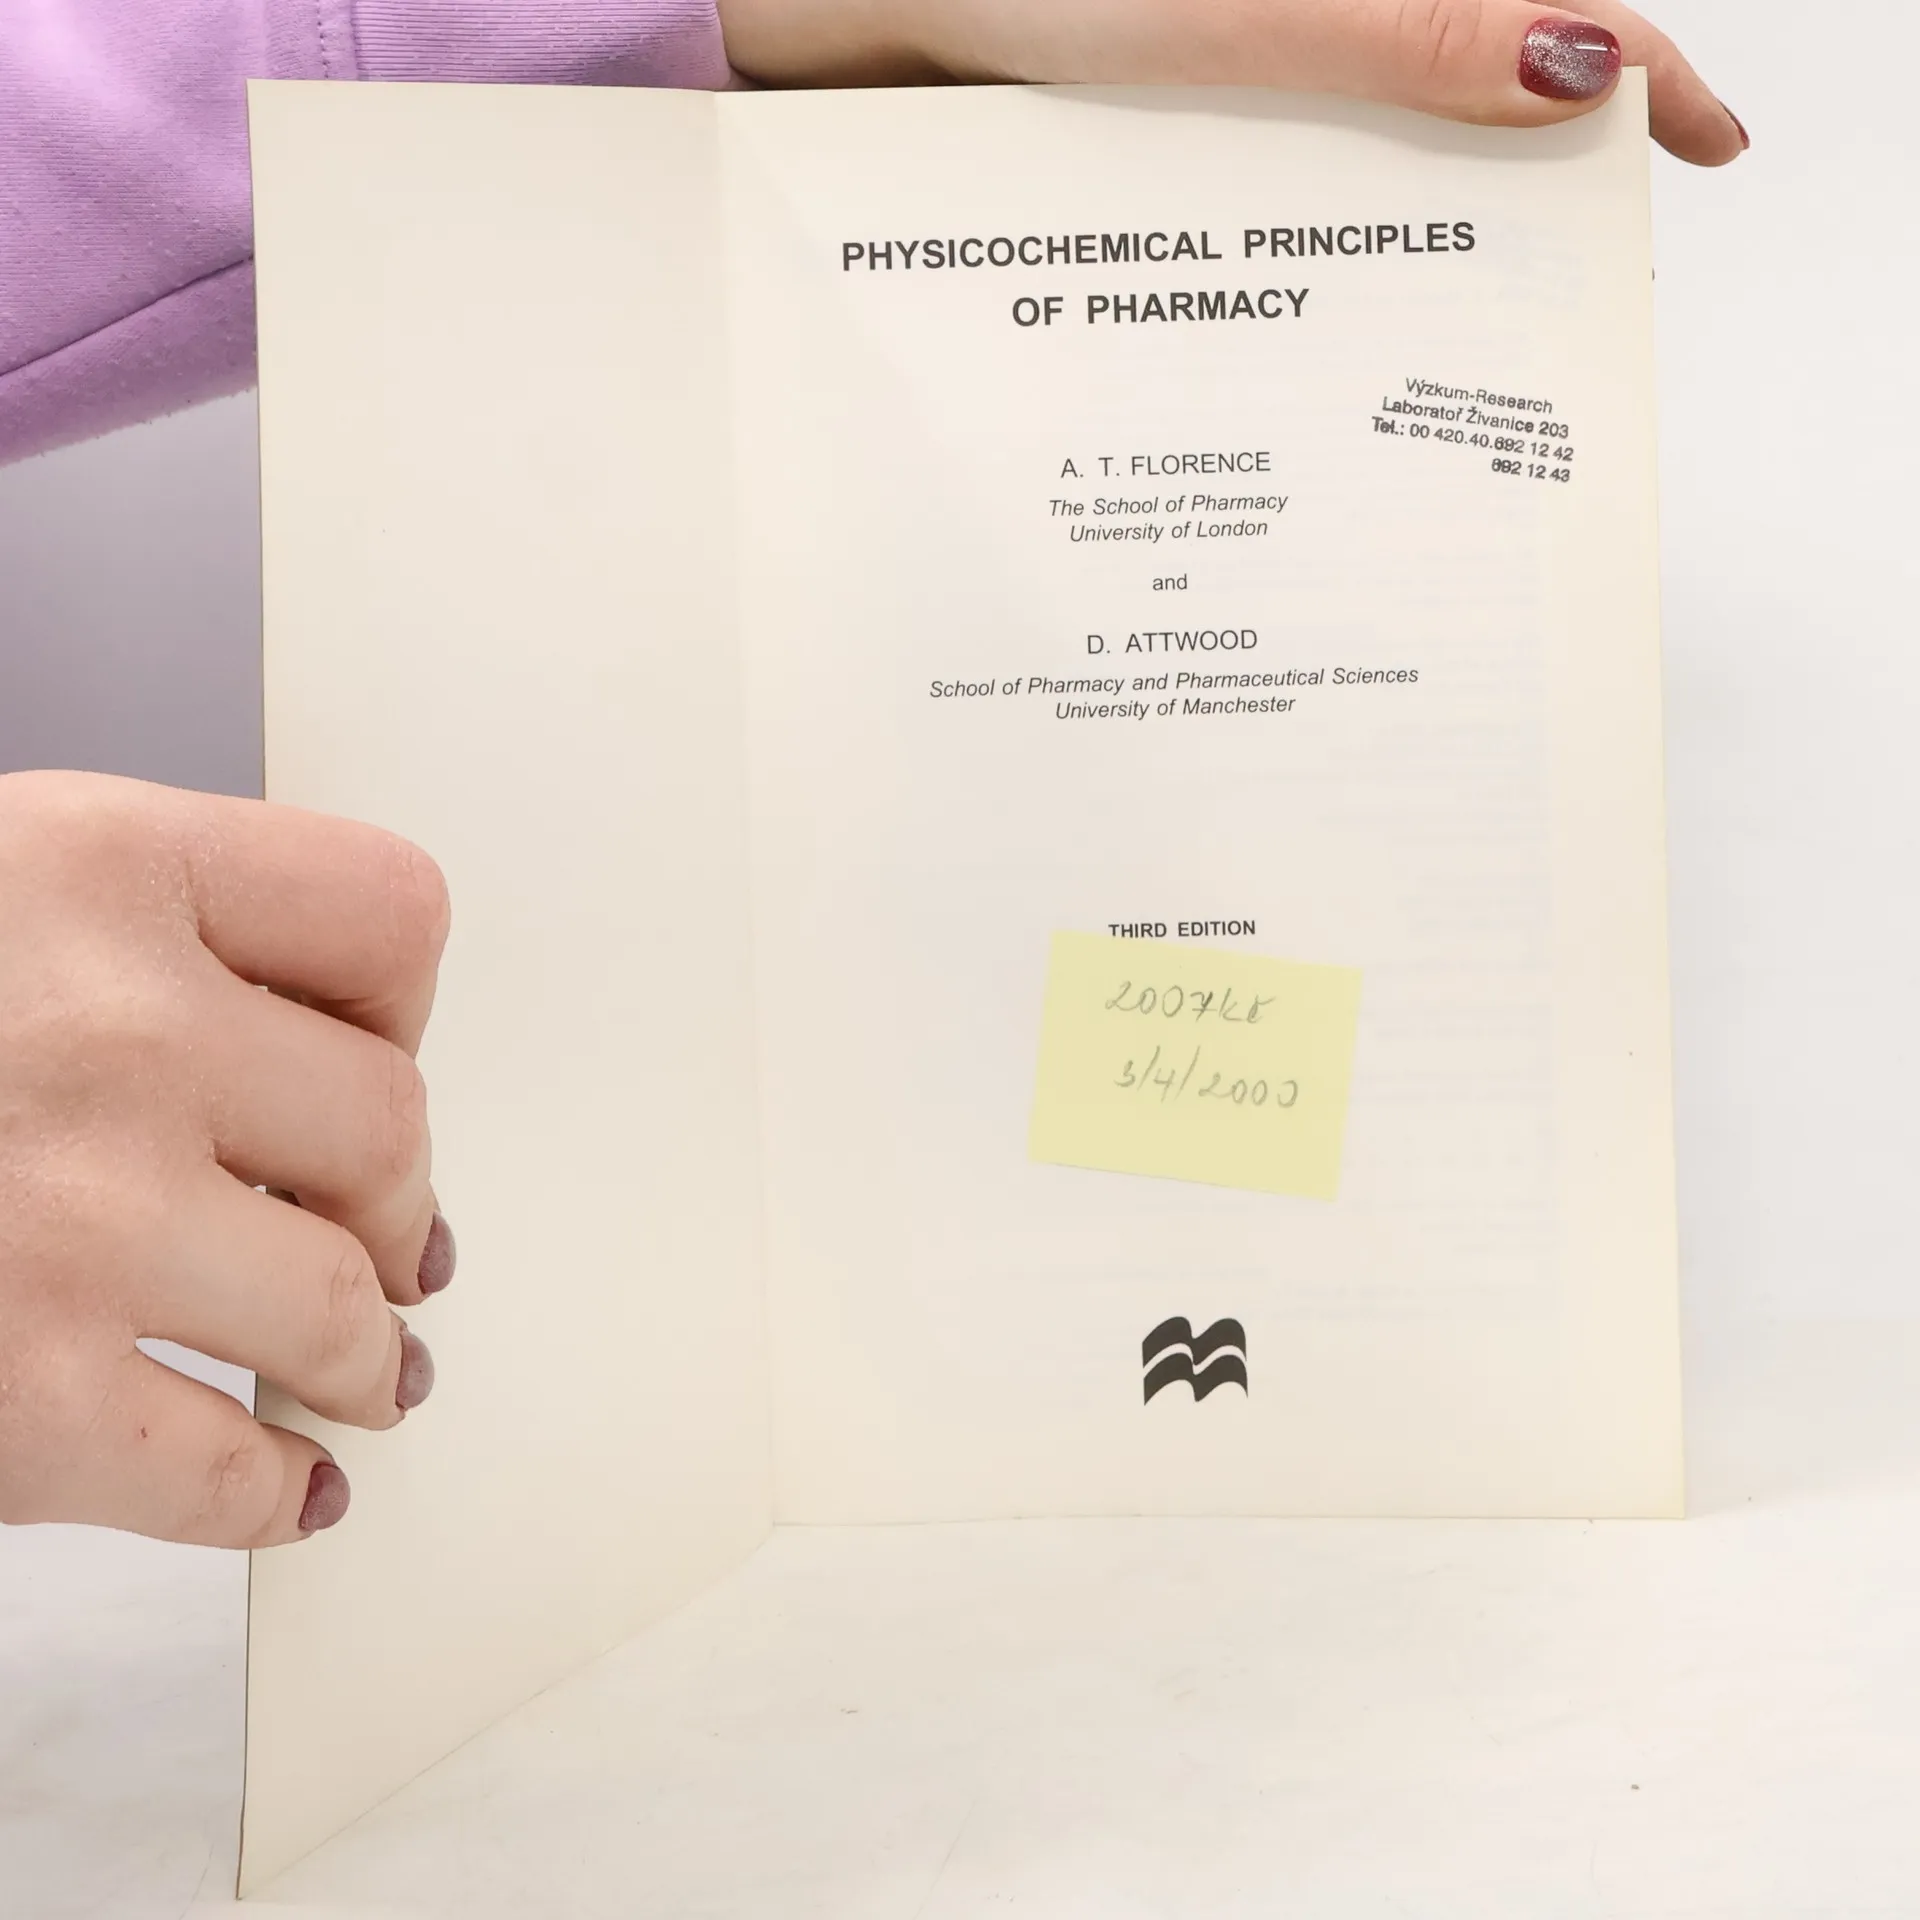 PHYSICOCHEMICAL PRINCIPLES
OF PHARMACY
Výzkum-Research
Laboratoř Živanice 203
Tel.: 00 420.40.692 12 42
692 12 43
A. T. FLORENCE
The School of Pharmacy
University of London
and
D. ATTWOOD
School of Pharmacy and Pharmaceutical Sciences
University of Manchester
THIRD EDITION
2007kč
3/4/2000